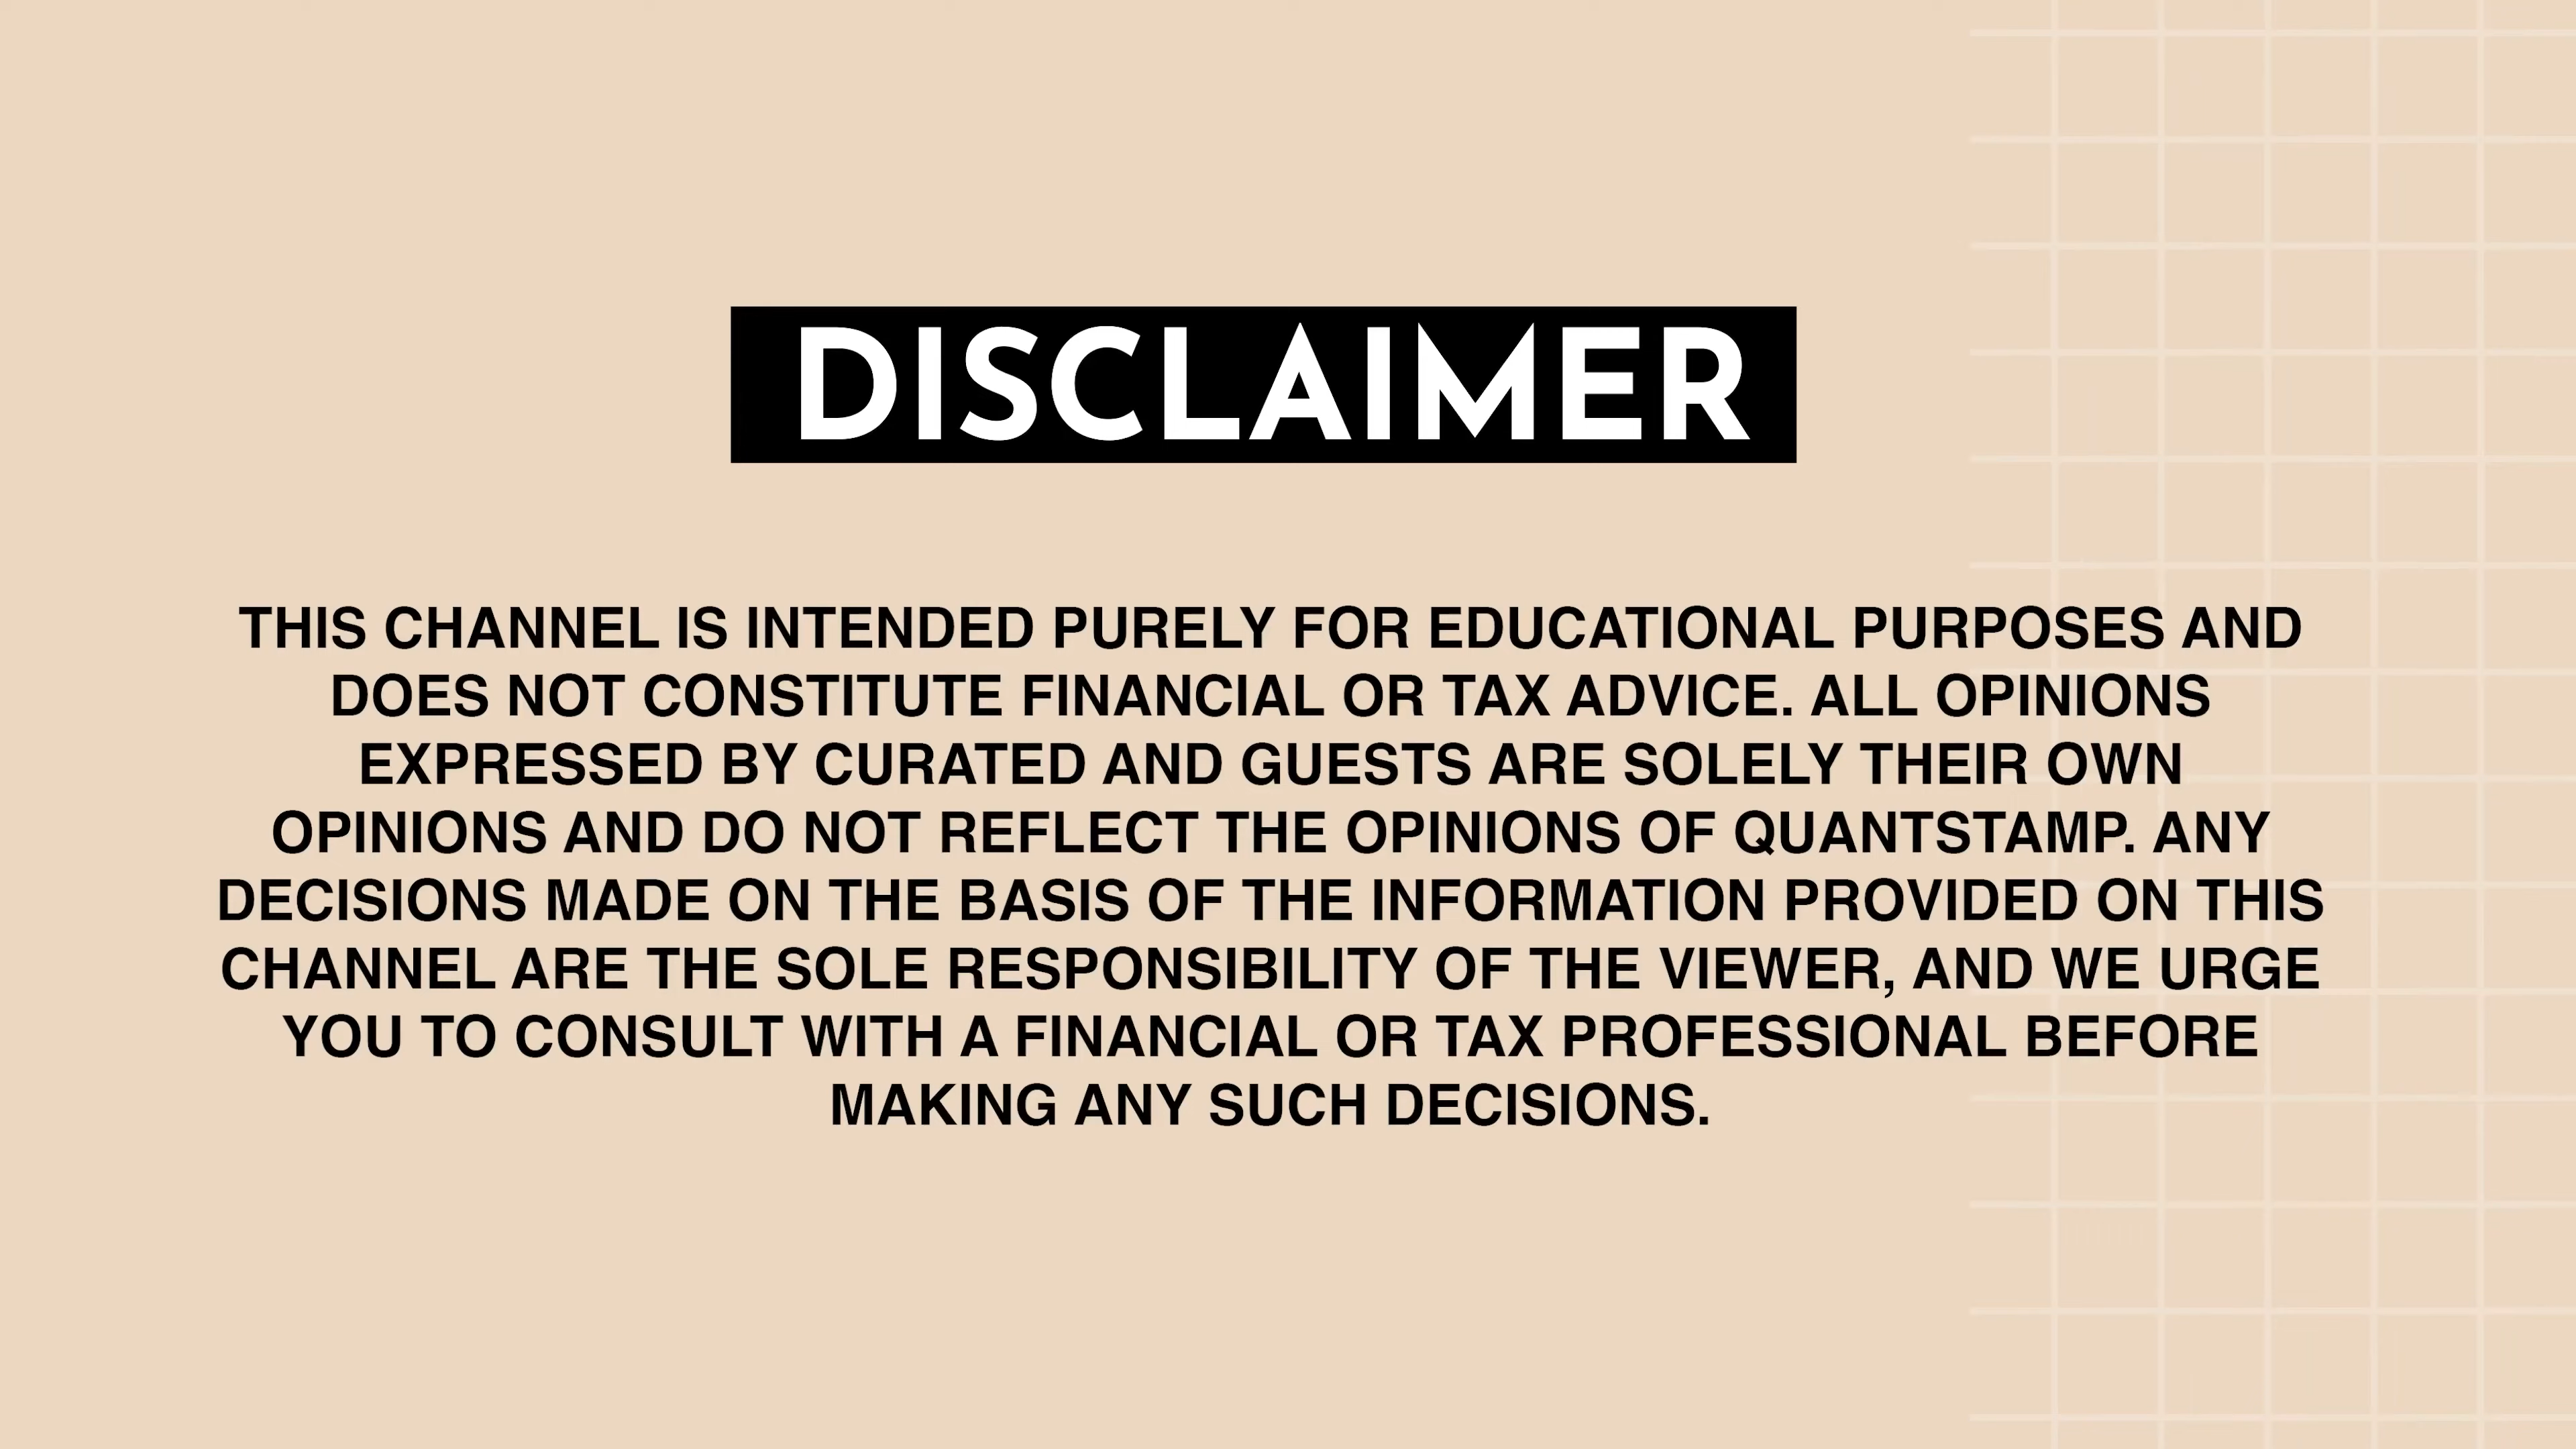 DISCLAIMER
THIS CHANNEL IS INTENDED PURELY FOR EDUCATIONAL PURPOSES AND
DOES NOT CONSTITUTE FINANCIAL OR TAX ADVICE. ALL OPINIONS
EXPRESSED BY CURATED AND GUESTS ARE SOLELY THEIR OWN
OPINIONS AND DO NOT REFLECT THE OPINIONS OF QUANTSTAMP. ANY
DECISIONS MADE ON THE BASIS OF THE INFORMATION PROVIDED ON THIS
CHANNEL ARE THE SOLE RESPONSIBILITY OF THE VIEWER, AND WE URGE
YOU TO CONSULT WITH A FINANCIAL OR TAX PROFESSIONAL BEFORE
MAKING ANY SUCH DECISIONS.